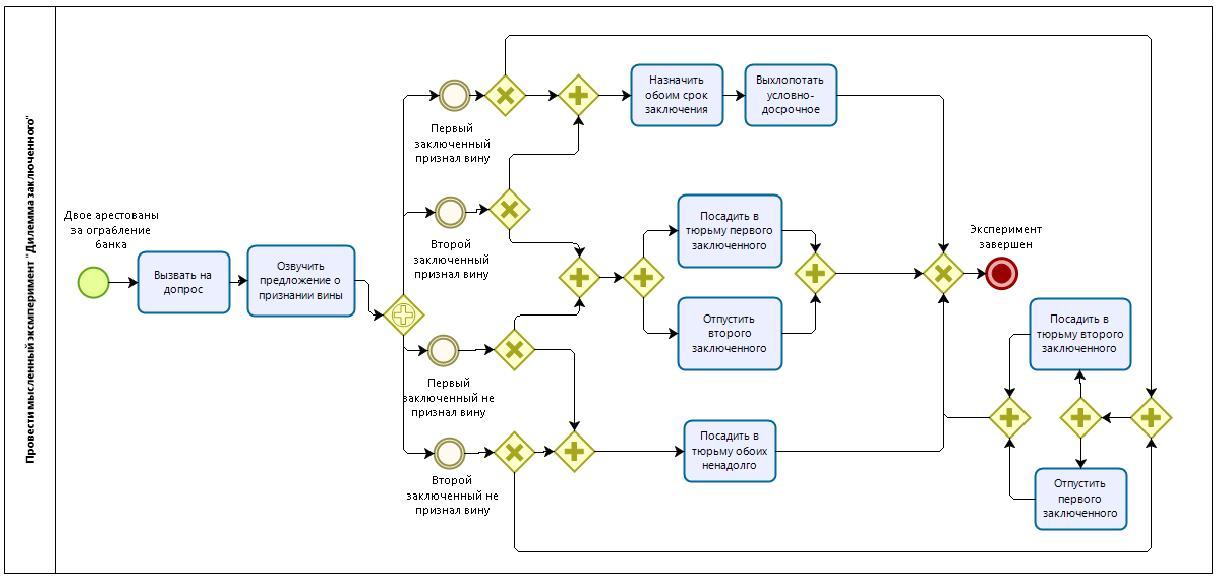 Провести мысленный эксмперимент "Дилемма заключенного"
Двое арестованы
за ограбление
банка
Вызвать на
допрос
Озвучить
предложение о
признании вины
Первый
заключенный
признал вину
Второй
заключенный
признал вину
Первый
заключенный не
признал вину
Второй
заключенный не
признал вину
Назначить
обоим срок
заключения
Выхлопотать
условно-
досрочное
Посадить в
тюрьму первого
заключенного
Отпустить
второго
заключенного
Посадить в
тюрьму обоих
ненадолго
Эксперимент
завершен
Посадить в
тюрьму второго
заключенного
Отпустить
первого
заключенного